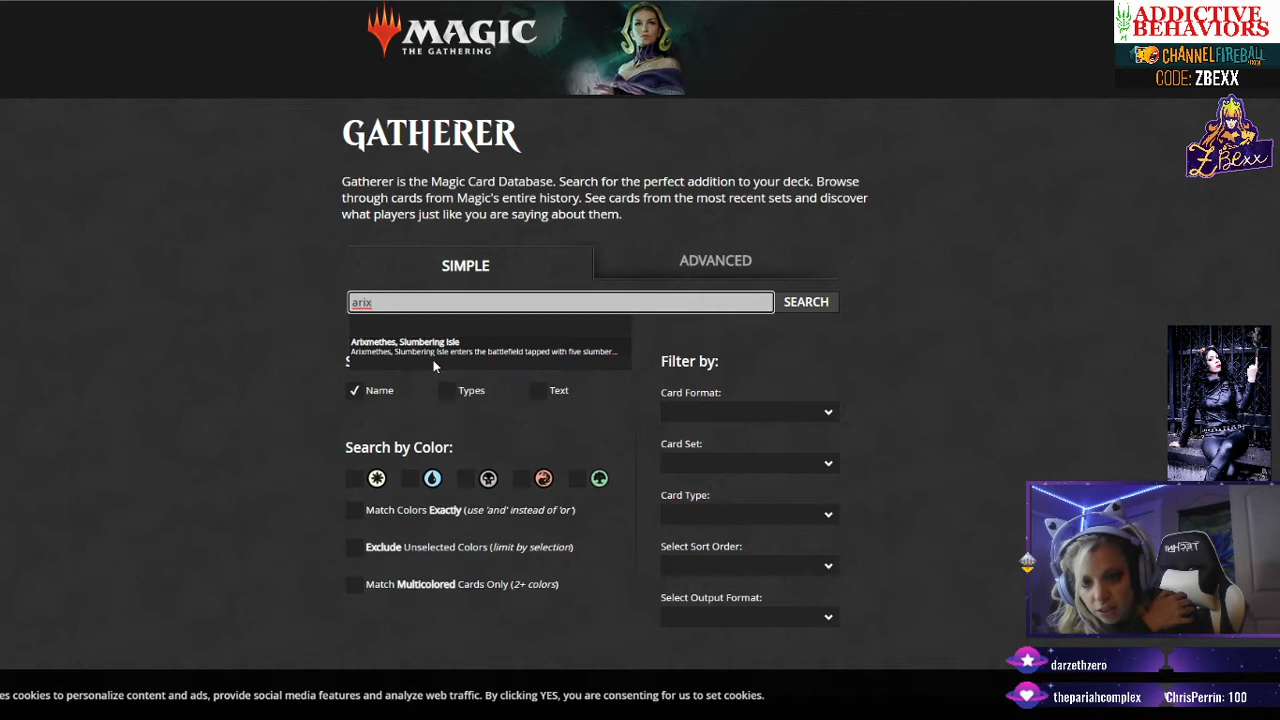 MAGIC
THE GATHERING
ADDICTIVE
BEHAVIORS
CHANNELFIREBALL
.com
CODE: ZBEXX
ZBexx
GATHERER
Gatherer is the Magic Card Database. Search for the perfect addition to your deck. Browse
through cards from Magic's entire history. See cards from the most recent sets and discover
what players just like you are saying about them.
SIMPLE
ADVANCED
arix
SEARCH
Arixmethes, Slumbering Isle
Arixmethes, Slumbering Isle enters the battlefield tapped with five slumber...
S
Filter by:
✓ Name
Types
Text
Card Format:
Search by Color:
Card Set:
Card Type:
Match Colors Exactly (use 'and' instead of 'or')
Exclude Unselected Colors (limit by selection)
Select Sort Order:
Match Multicolored Cards Only (2+ colors)
Select Output Format:
TECHNI
darzethzero
es cookies to personalize content and ads, provide social media features and analyze web traffic. By clicking YES, you are consenting for us to set cookies.
thepariahcomplex
ChrisPerrin: 100